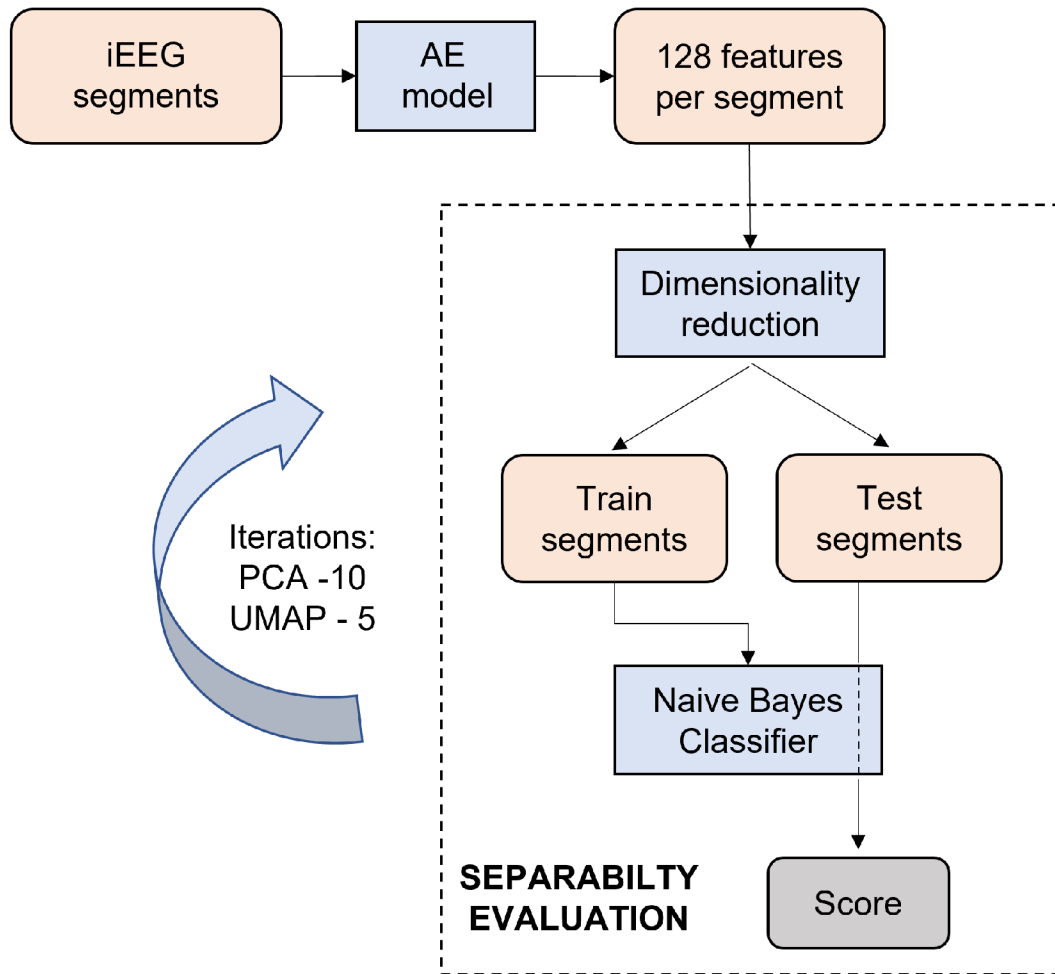 iEEG
segments
AE
model
128 features
per segment
Dimensionality
reduction
Train
segments
Test
segments
Iterations:
PCA -10
UMAP - 5
Naive Bayes
Classifier
SEPARABILTY
EVALUATION
Score